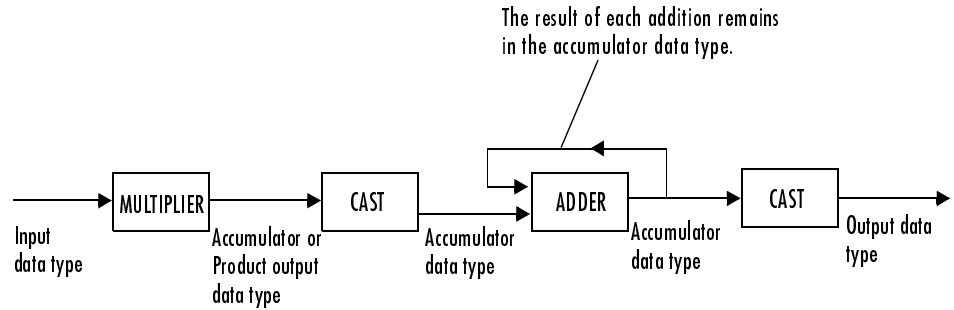 The result of each addition remains
in the accumulator data type.
MULTIPLIER
CAST
ADDER
CAST
Input
data type
Accumulator or
Product output
data type
Accumulator
data type
Accumulator
data type
Output data
type